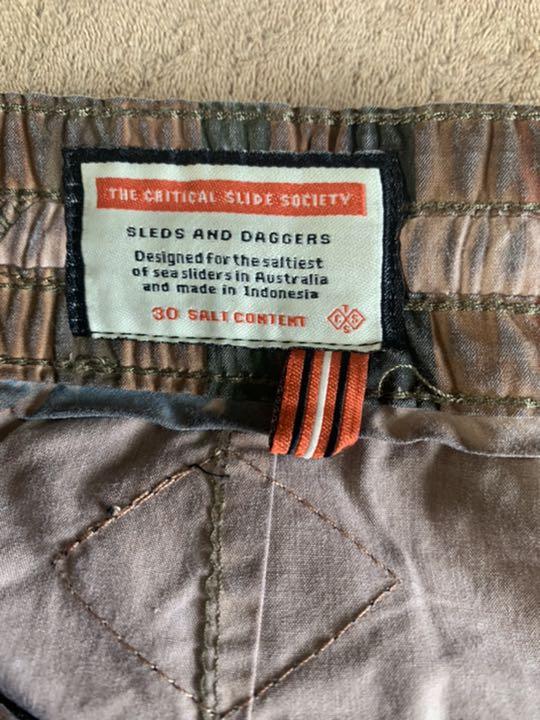 THE CRITICAL SLIDE SOCIETY
SLEDS AND DAGGERS
Designed for the saltiest
of sea sliders in Australia
and made in Indonesia
30 SALT CONTENT
T
C S
S